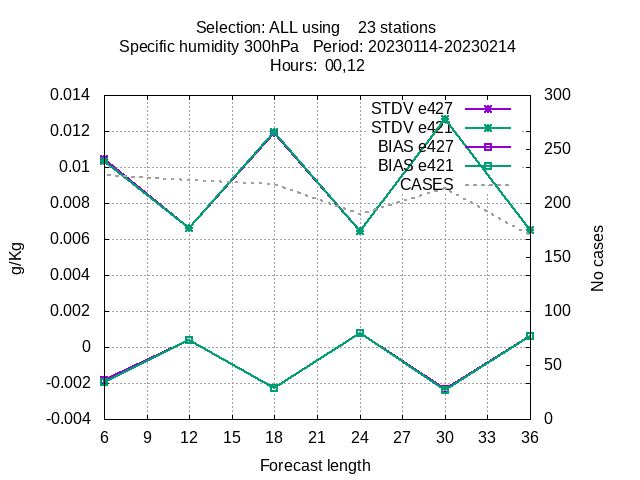 Selection: ALL using    23 stations
Specific humidity 300hPa   Period: 20230114-20230214
Hours: 00,12
0.014
0.012
0.01
0.008
0.006
0.004
0.002
0
-0.002
-0.004
g/Kg
STDV e427
STDV e421
BIAS e427
BIAS e421
CASES
300
250
200
150
100
50
0
No cases
6 9 12 15 18 21 24 27 30 33 36
Forecast length